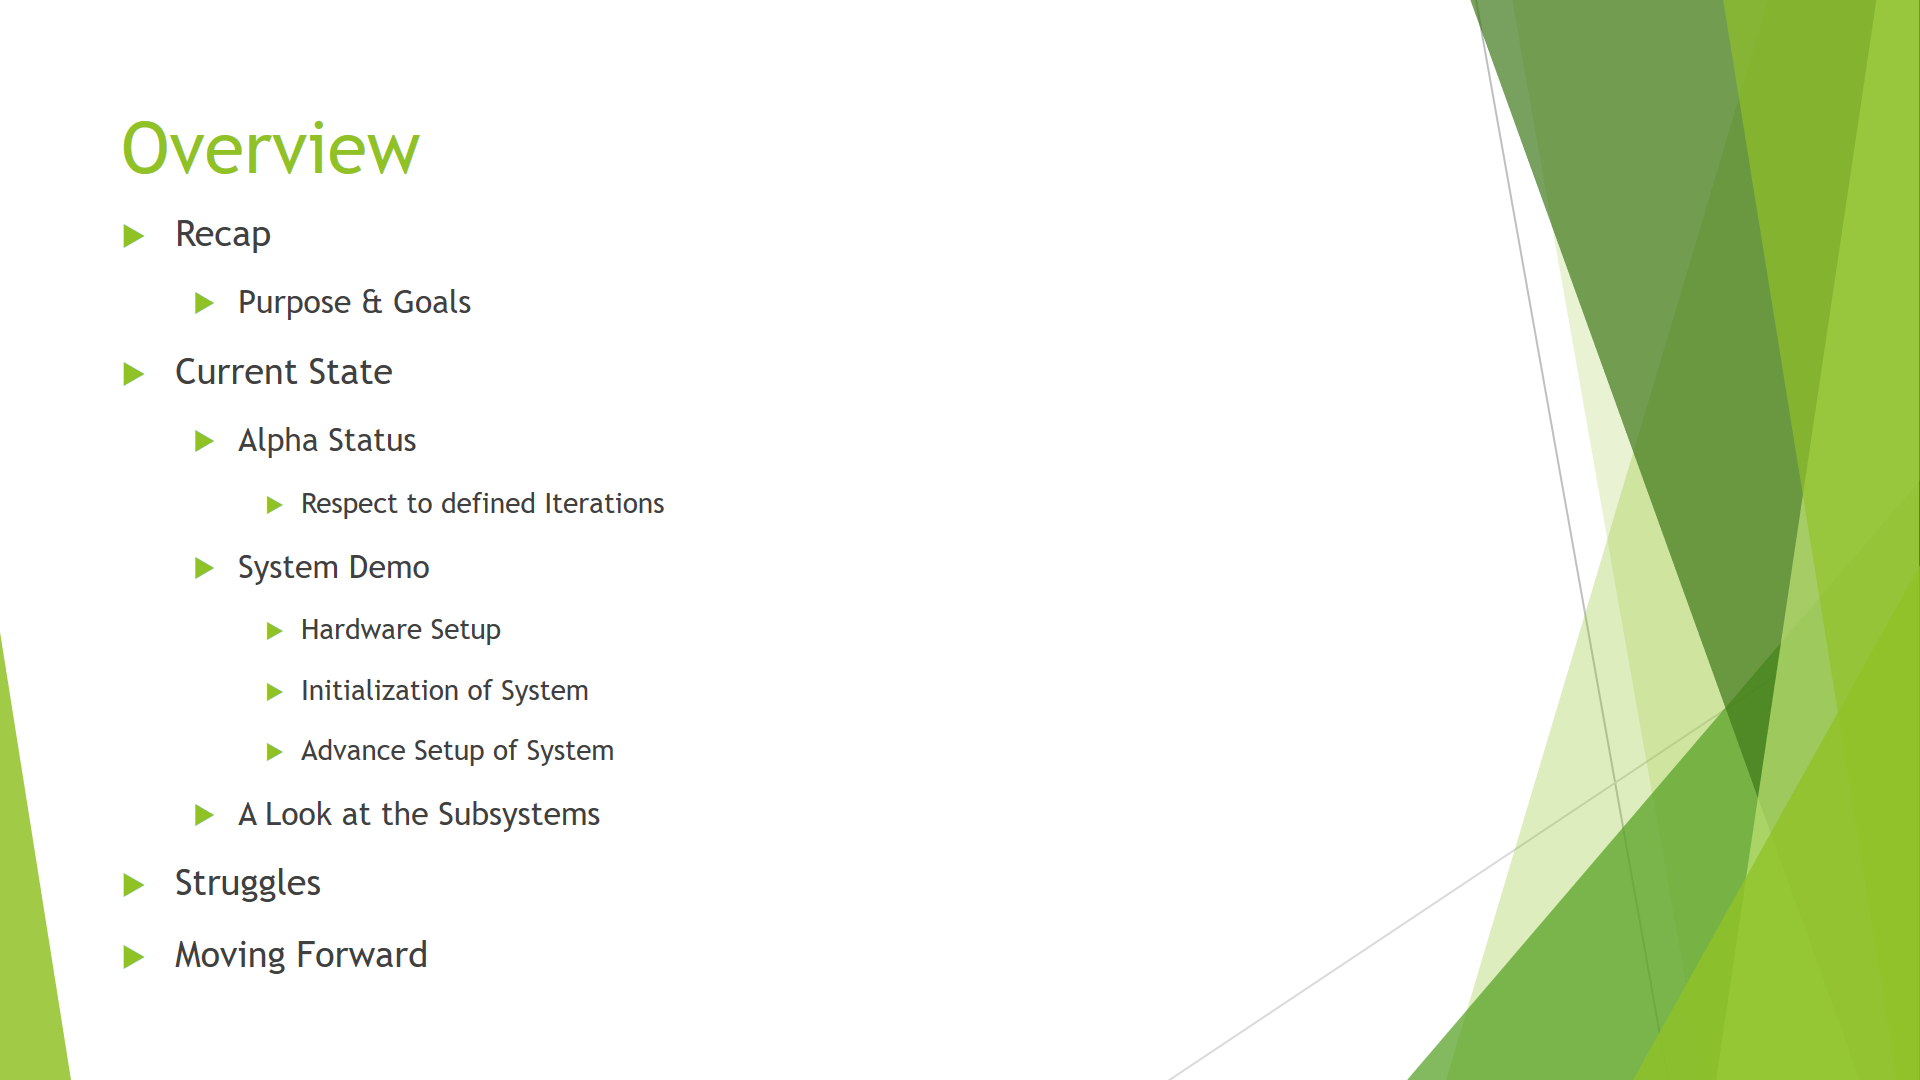 Overview
Recap
Purpose & Goals
Current State
Alpha Status
Respect to defined Iterations
System Demo
Hardware Setup
Initialization of System
Advance Setup of System
A Look at the Subsystems
Struggles
Moving Forward